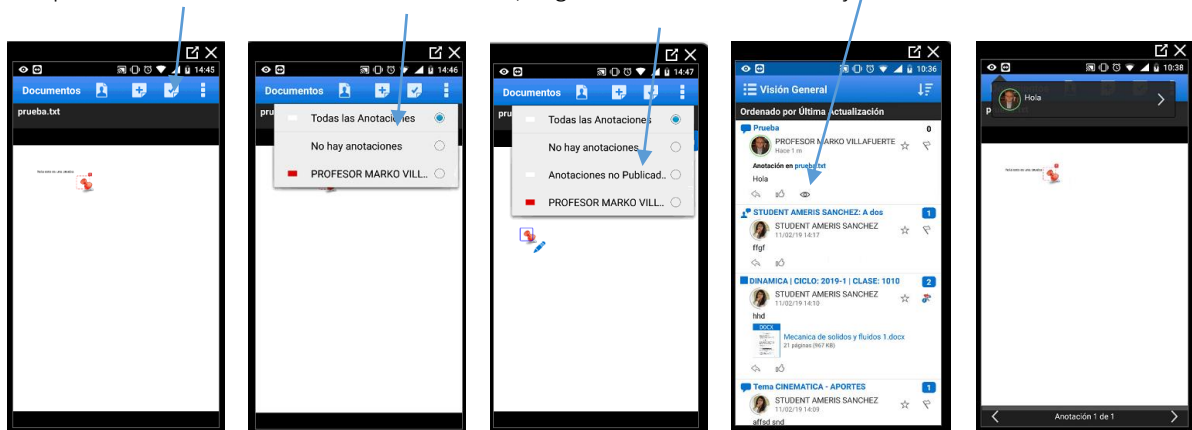 14:45
Documentos
prueba.txt
14:46
Documentos
pru
Todas las Anotaciones
No hay anotaciones
PROFESOR MARKO VILL..
14:47
Documentos
pru
Todas las Anotaciones
No hay anotaciones
Anotaciones no Publicad..
PROFESOR MARKO VILL..
10:36
Visión General
Ordenado por Última Actualización
Prueba
0
PROFESOR MARKO VILLAFUERTE
Hace 1 m
Anotación en prueba.txt
Hola
STUDENT AMERIS SANCHEZ: A dos
1
STUDENT AMERIS SANCHEZ
11/02/19 14:17
ffgf
DINAMICA | CICLO: 2019-1 | CLASE: 1010
2
STUDENT AMERIS SANCHEZ
11/02/19 14:10
hhd
DOCX
Mecanica de solidos y fluidos 1.docx
21 páginas (967 KB)
Tema CINEMATICA - APORTES
1
STUDENT AMERIS SANCHEZ
11/02/19 14:09
affsd snd
10:38
Hola
Anotación 1 de 1